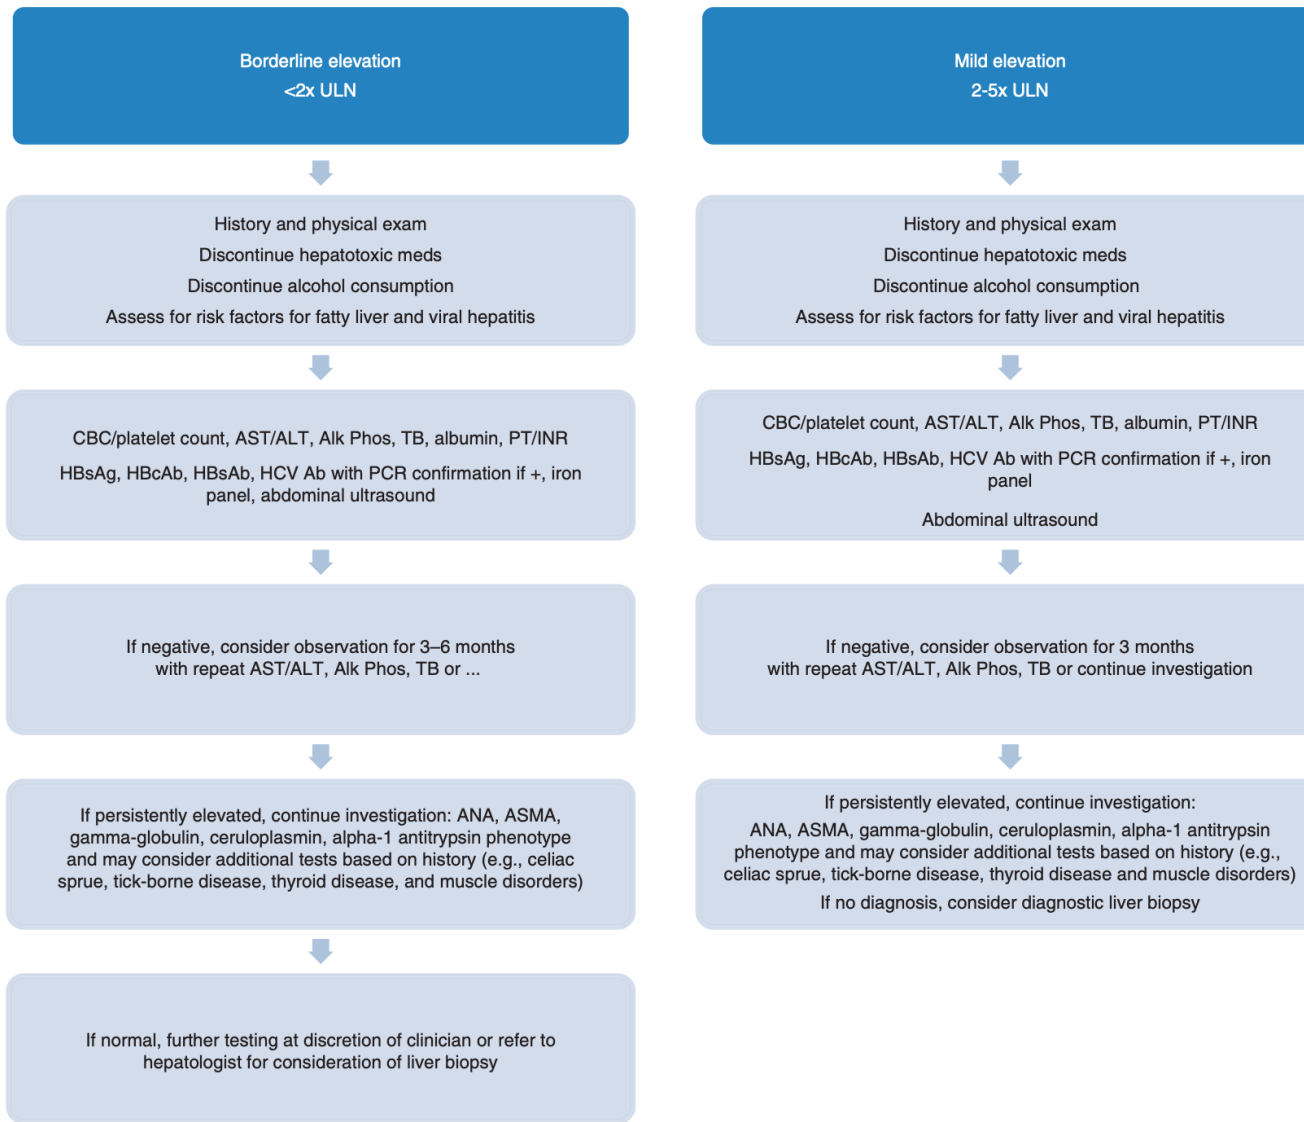 Borderline elevation
<2x ULN
History and physical exam
Discontinue hepatotoxic meds
Discontinue alcohol consumption
Assess for risk factors for fatty liver and viral hepatitis
CBC/platelet count, AST/ALT, Alk Phos, TB, albumin, PT/INR
HBsAg, HBcAb, HBsAb, HCV Ab with PCR confirmation if +, iron
panel, abdominal ultrasound
If negative, consider observation for 3–6 months
with repeat AST/ALT, Alk Phos, TB or ...
If persistently elevated, continue investigation: ANA, ASMA,
gamma-globulin, ceruloplasmin, alpha-1 antitrypsin phenotype
and may consider additional tests based on history (e.g., celiac
sprue, tick-borne disease, thyroid disease, and muscle disorders)
If normal, further testing at discretion of clinician or refer to
hepatologist for consideration of liver biopsy
Mild elevation
2-5x ULN
History and physical exam
Discontinue hepatotoxic meds
Discontinue alcohol consumption
Assess for risk factors for fatty liver and viral hepatitis
CBC/platelet count, AST/ALT, Alk Phos, TB, albumin, PT/INR
HBsAg, HBcAb, HBsAb, HCV Ab with PCR confirmation if +, iron
panel
Abdominal ultrasound
If negative, consider observation for 3 months
with repeat AST/ALT, Alk Phos, TB or continue investigation
If persistently elevated, continue investigation:
ANA, ASMA, gamma-globulin, ceruloplasmin, alpha-1 antitrypsin
phenotype and may consider additional tests based on history (e.g.,
celiac sprue, tick-borne disease, thyroid disease and muscle disorders)
If no diagnosis, consider diagnostic liver biopsy